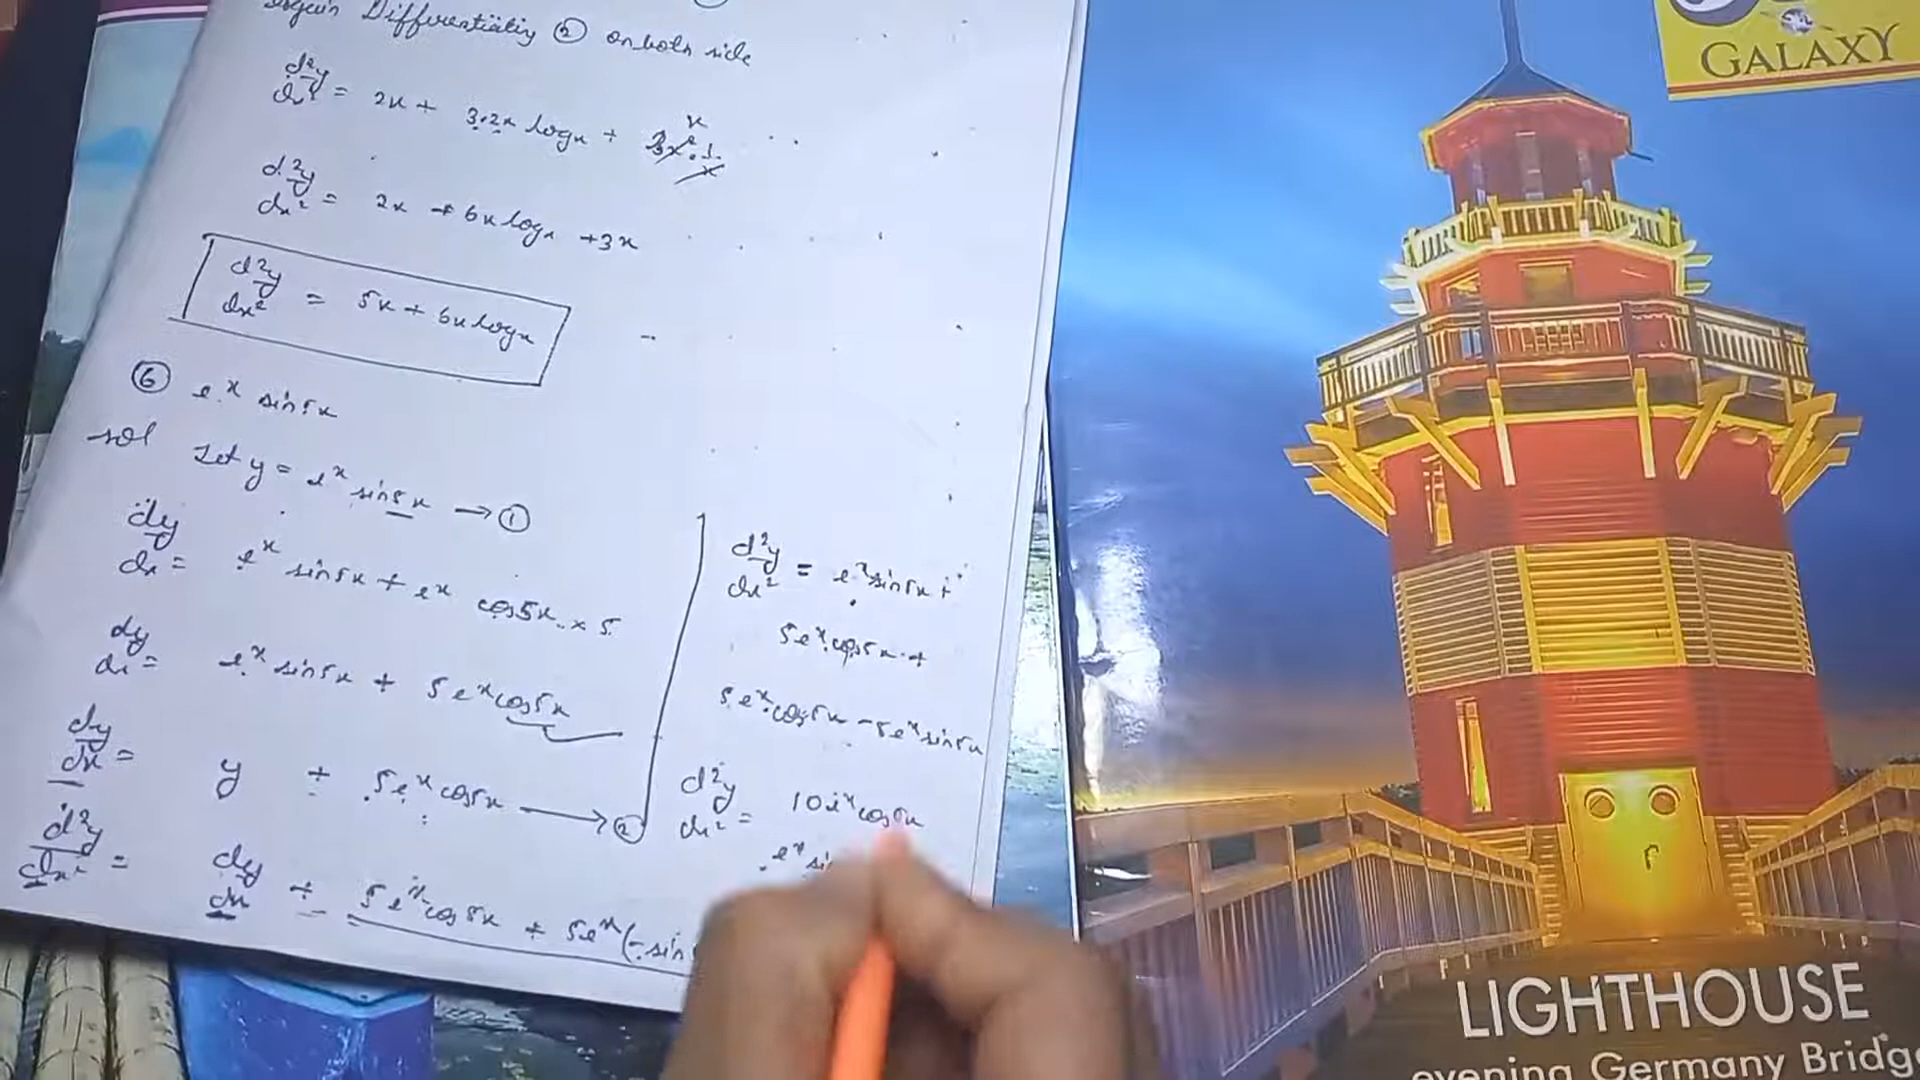 Again Differentiating ② on both side
d²y/dx² = 2x + 3.2x logx + 3x².1/x x
d²y/dx² = 2x + 6x logx + 3x
d²y/dx² = 5x + 6x logx
⑥ e^x sin5x
sol Let y = e^x sin5x → ①
dy/dx = e^x sin5x + e^x cos5x × 5
dy/dx = e^x sin5x + 5e^x cos5x
dy/dx = y + 5e^x cos5x → ②
d²y/dx² = dy/dx + 5e^x cos5x + 5e^x(-sin
d²y/dx² = e^x sin5x +
5e^x cos5x +
5e^x cos5x - 5e^x sin5x
d²y/dx² = 10e^x cos5x
e^x si
GALAXY
LIGHTHOUSE
evening Germany Bridg